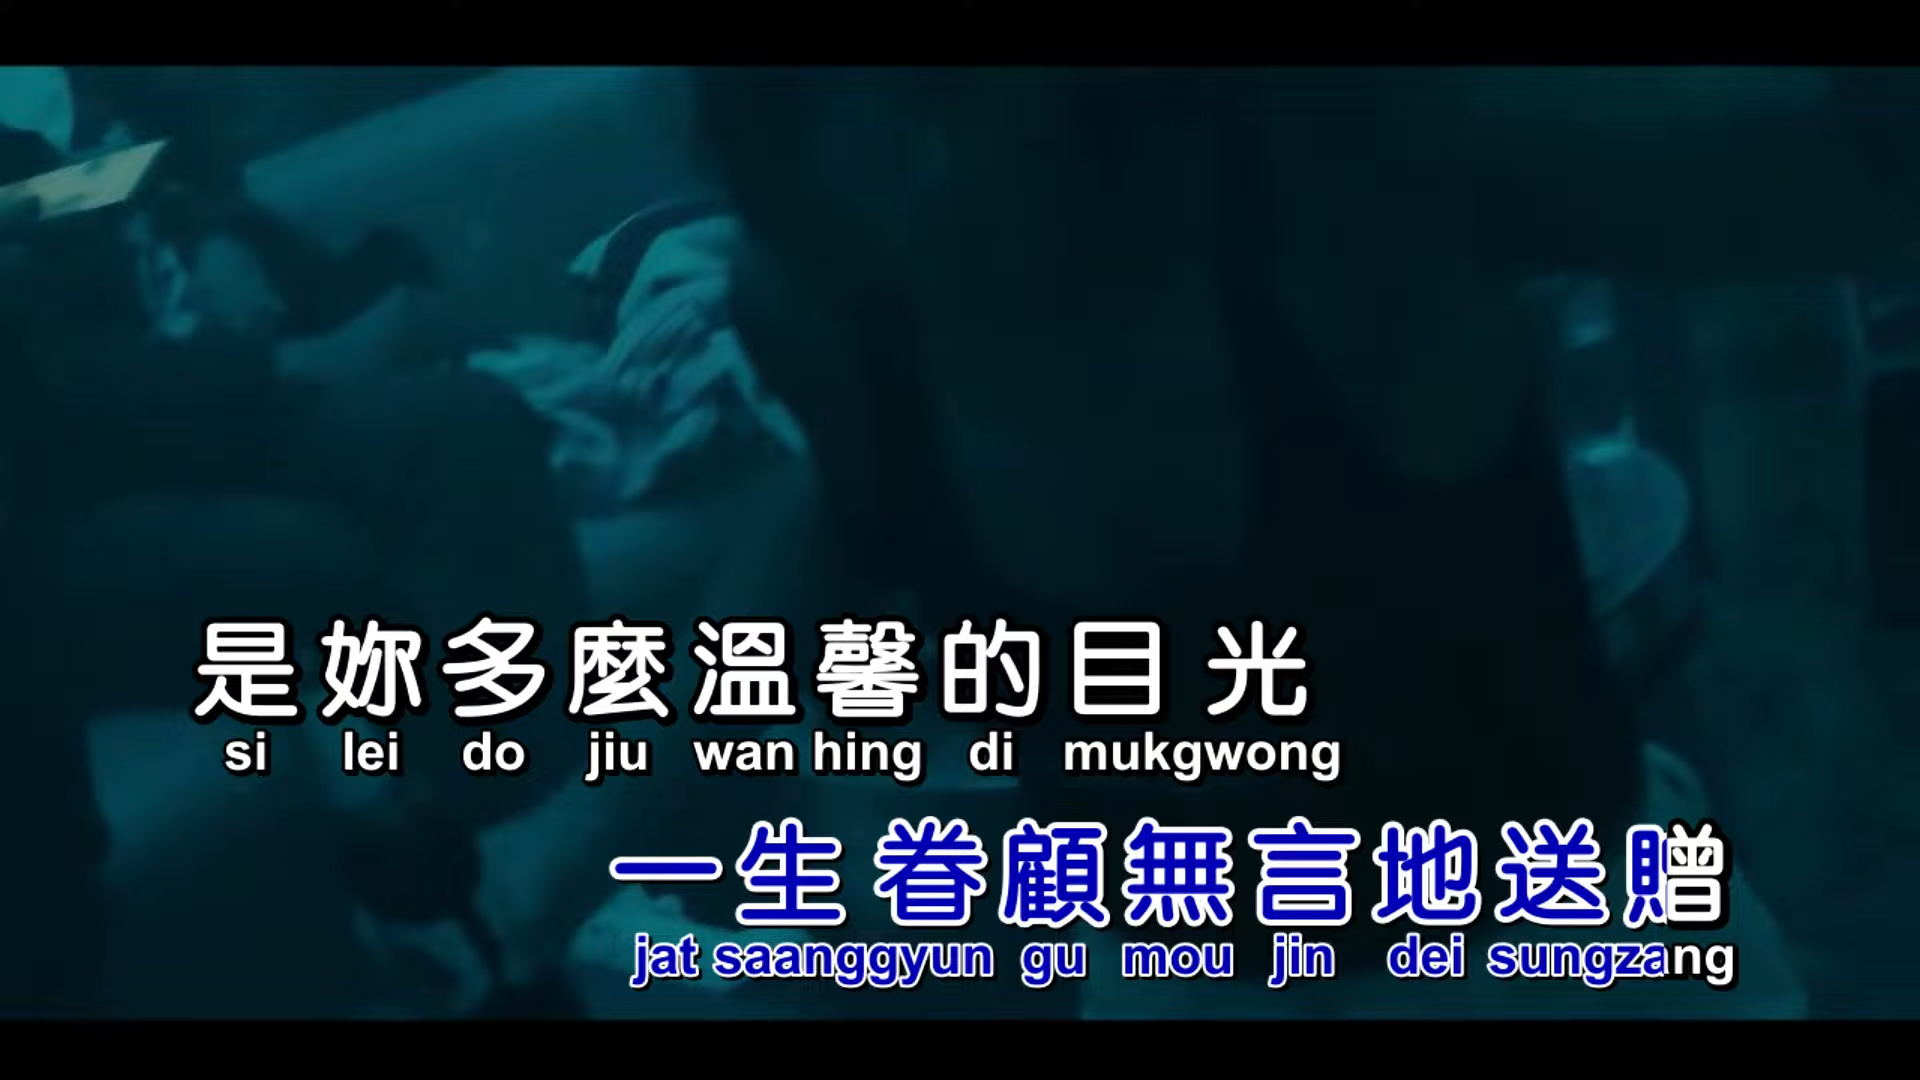 是妳多麼溫馨的目光
si lei do jiu wan hing di mukgwong
一生眷顧無言地送贈
jat saanggyun gu mou jin dei sungzang